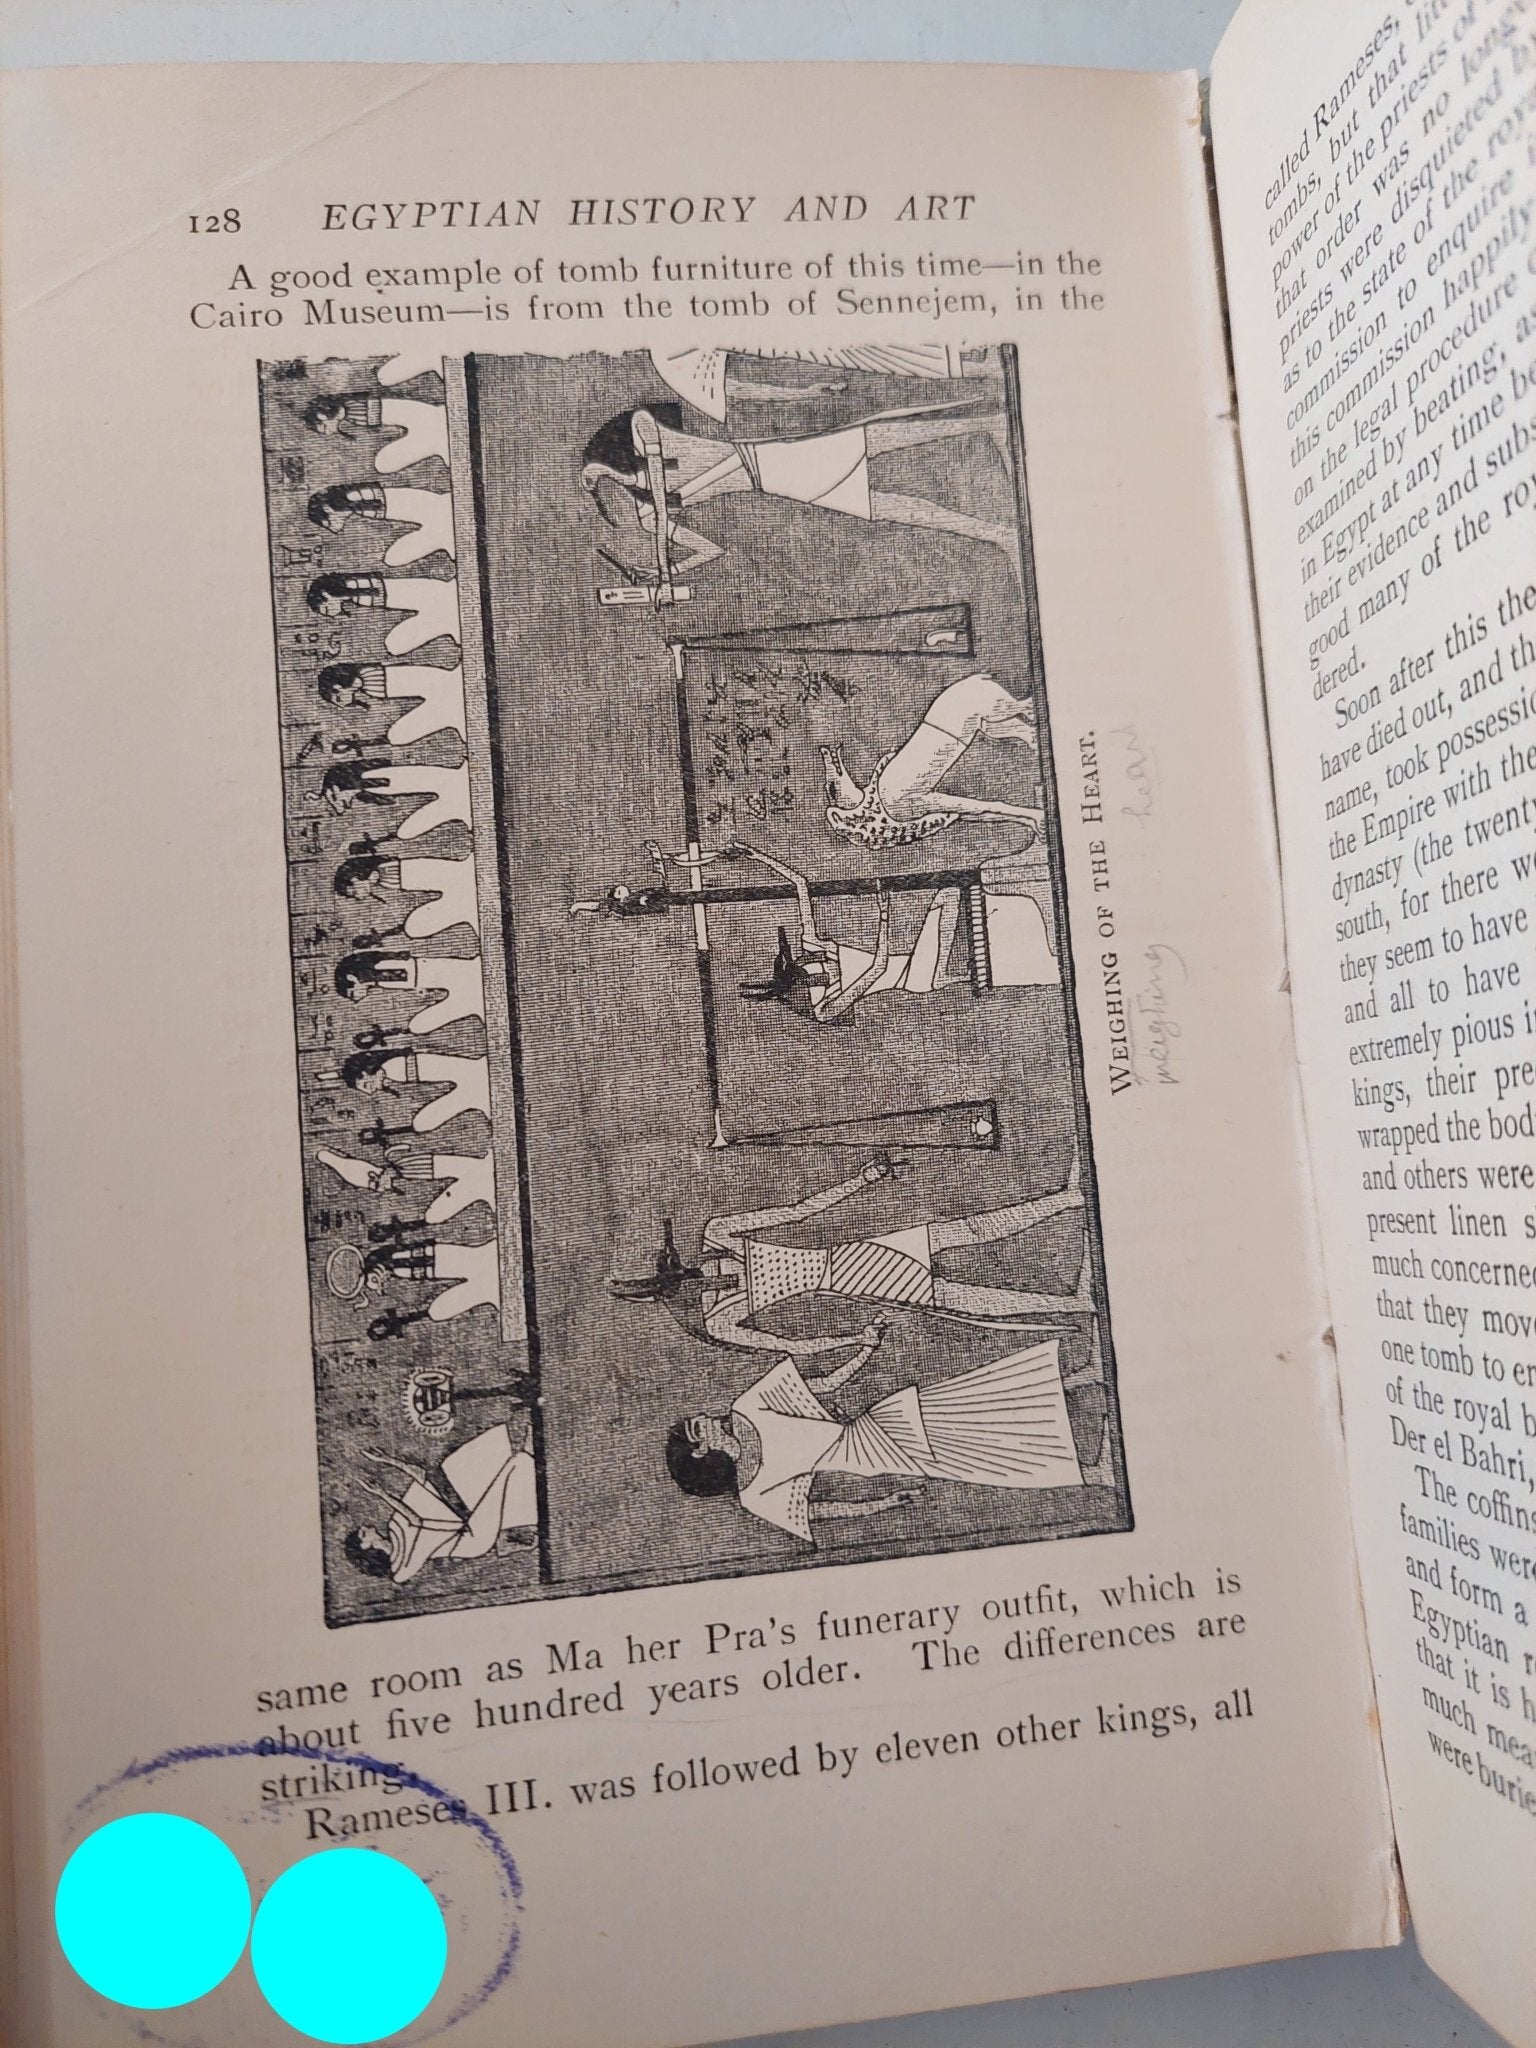 128 EGYPTIAN HISTORY AND ART
A good example of tomb furniture of this time—in the
Cairo Museum—is from the tomb of Sennejem, in the
WEIGHING OF THE HEART.
weighing heart
same room as Ma her Pra's funerary outfit, which is
about five hundred years older. The differences are
striking.
Rameses III. was followed by eleven other kings, all
called Rameses,
tombs, but that
power of the priests of
that order was no longer
priests were disquieted by
as to the state of the royal
commission to enquire
this commission happily
on the legal procedure
examined by beating, as
in Egypt at any time
their evidence and
good many of the
dered.
Soon after this the
have died out, and
name, took possession
the Empire with the
dynasty (the
south, for there
they seem to have
and all to have
extremely pious
kings, their
wrapped the
and others were
present linen
much concerned
that they
one tomb to
of the royal
Der el Bahri,
The coffins
families were
and form a
Egyptian
that it is
much
were